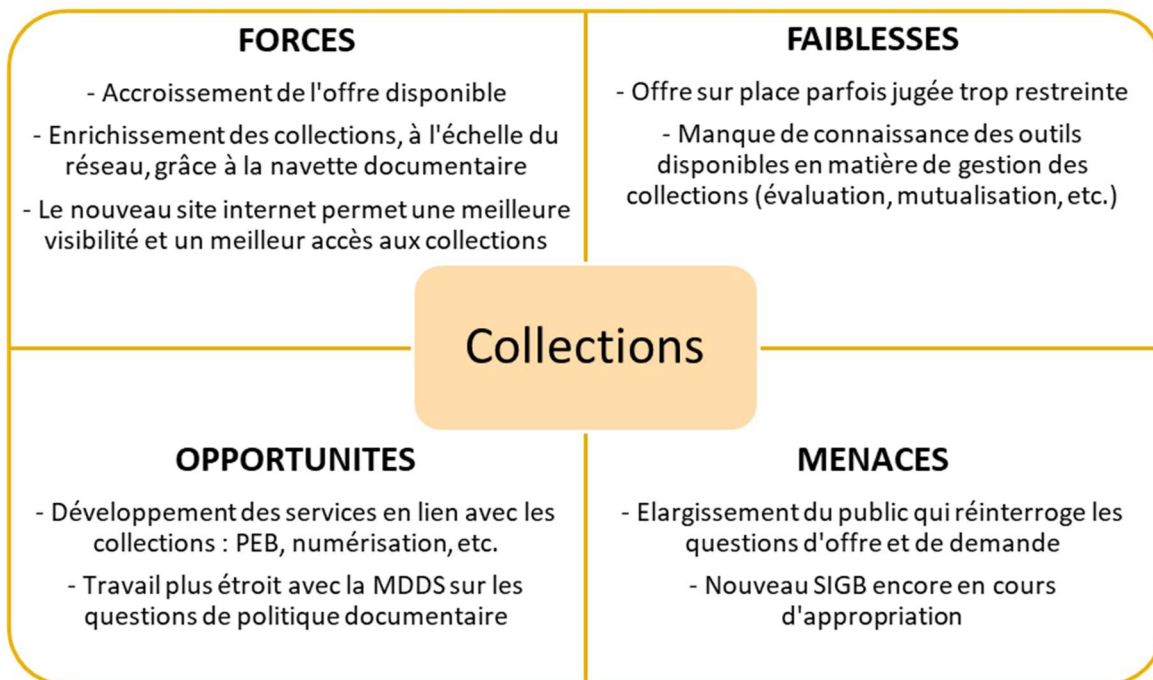 FORCES
- Accroissement de l'offre disponible
- Enrichissement des collections, à l'échelle du
réseau, grâce à la navette documentaire
- Le nouveau site internet permet une meilleure
visibilité et un meilleur accès aux collections
FAIBLESSES
- Offre sur place parfois jugée trop restreinte
- Manque de connaissance des outils
disponibles en matière de gestion des
collections (évaluation, mutualisation, etc.)
Collections
OPPORTUNITES
- Développement des services en lien avec les
collections : PEB, numérisation, etc.
- Travail plus étroit avec la MDDS sur les
questions de politique documentaire
MENACES
- Elargissement du public qui réinterroge les
questions d'offre et de demande
- Nouveau SIGB encore en cours
d'appropriation